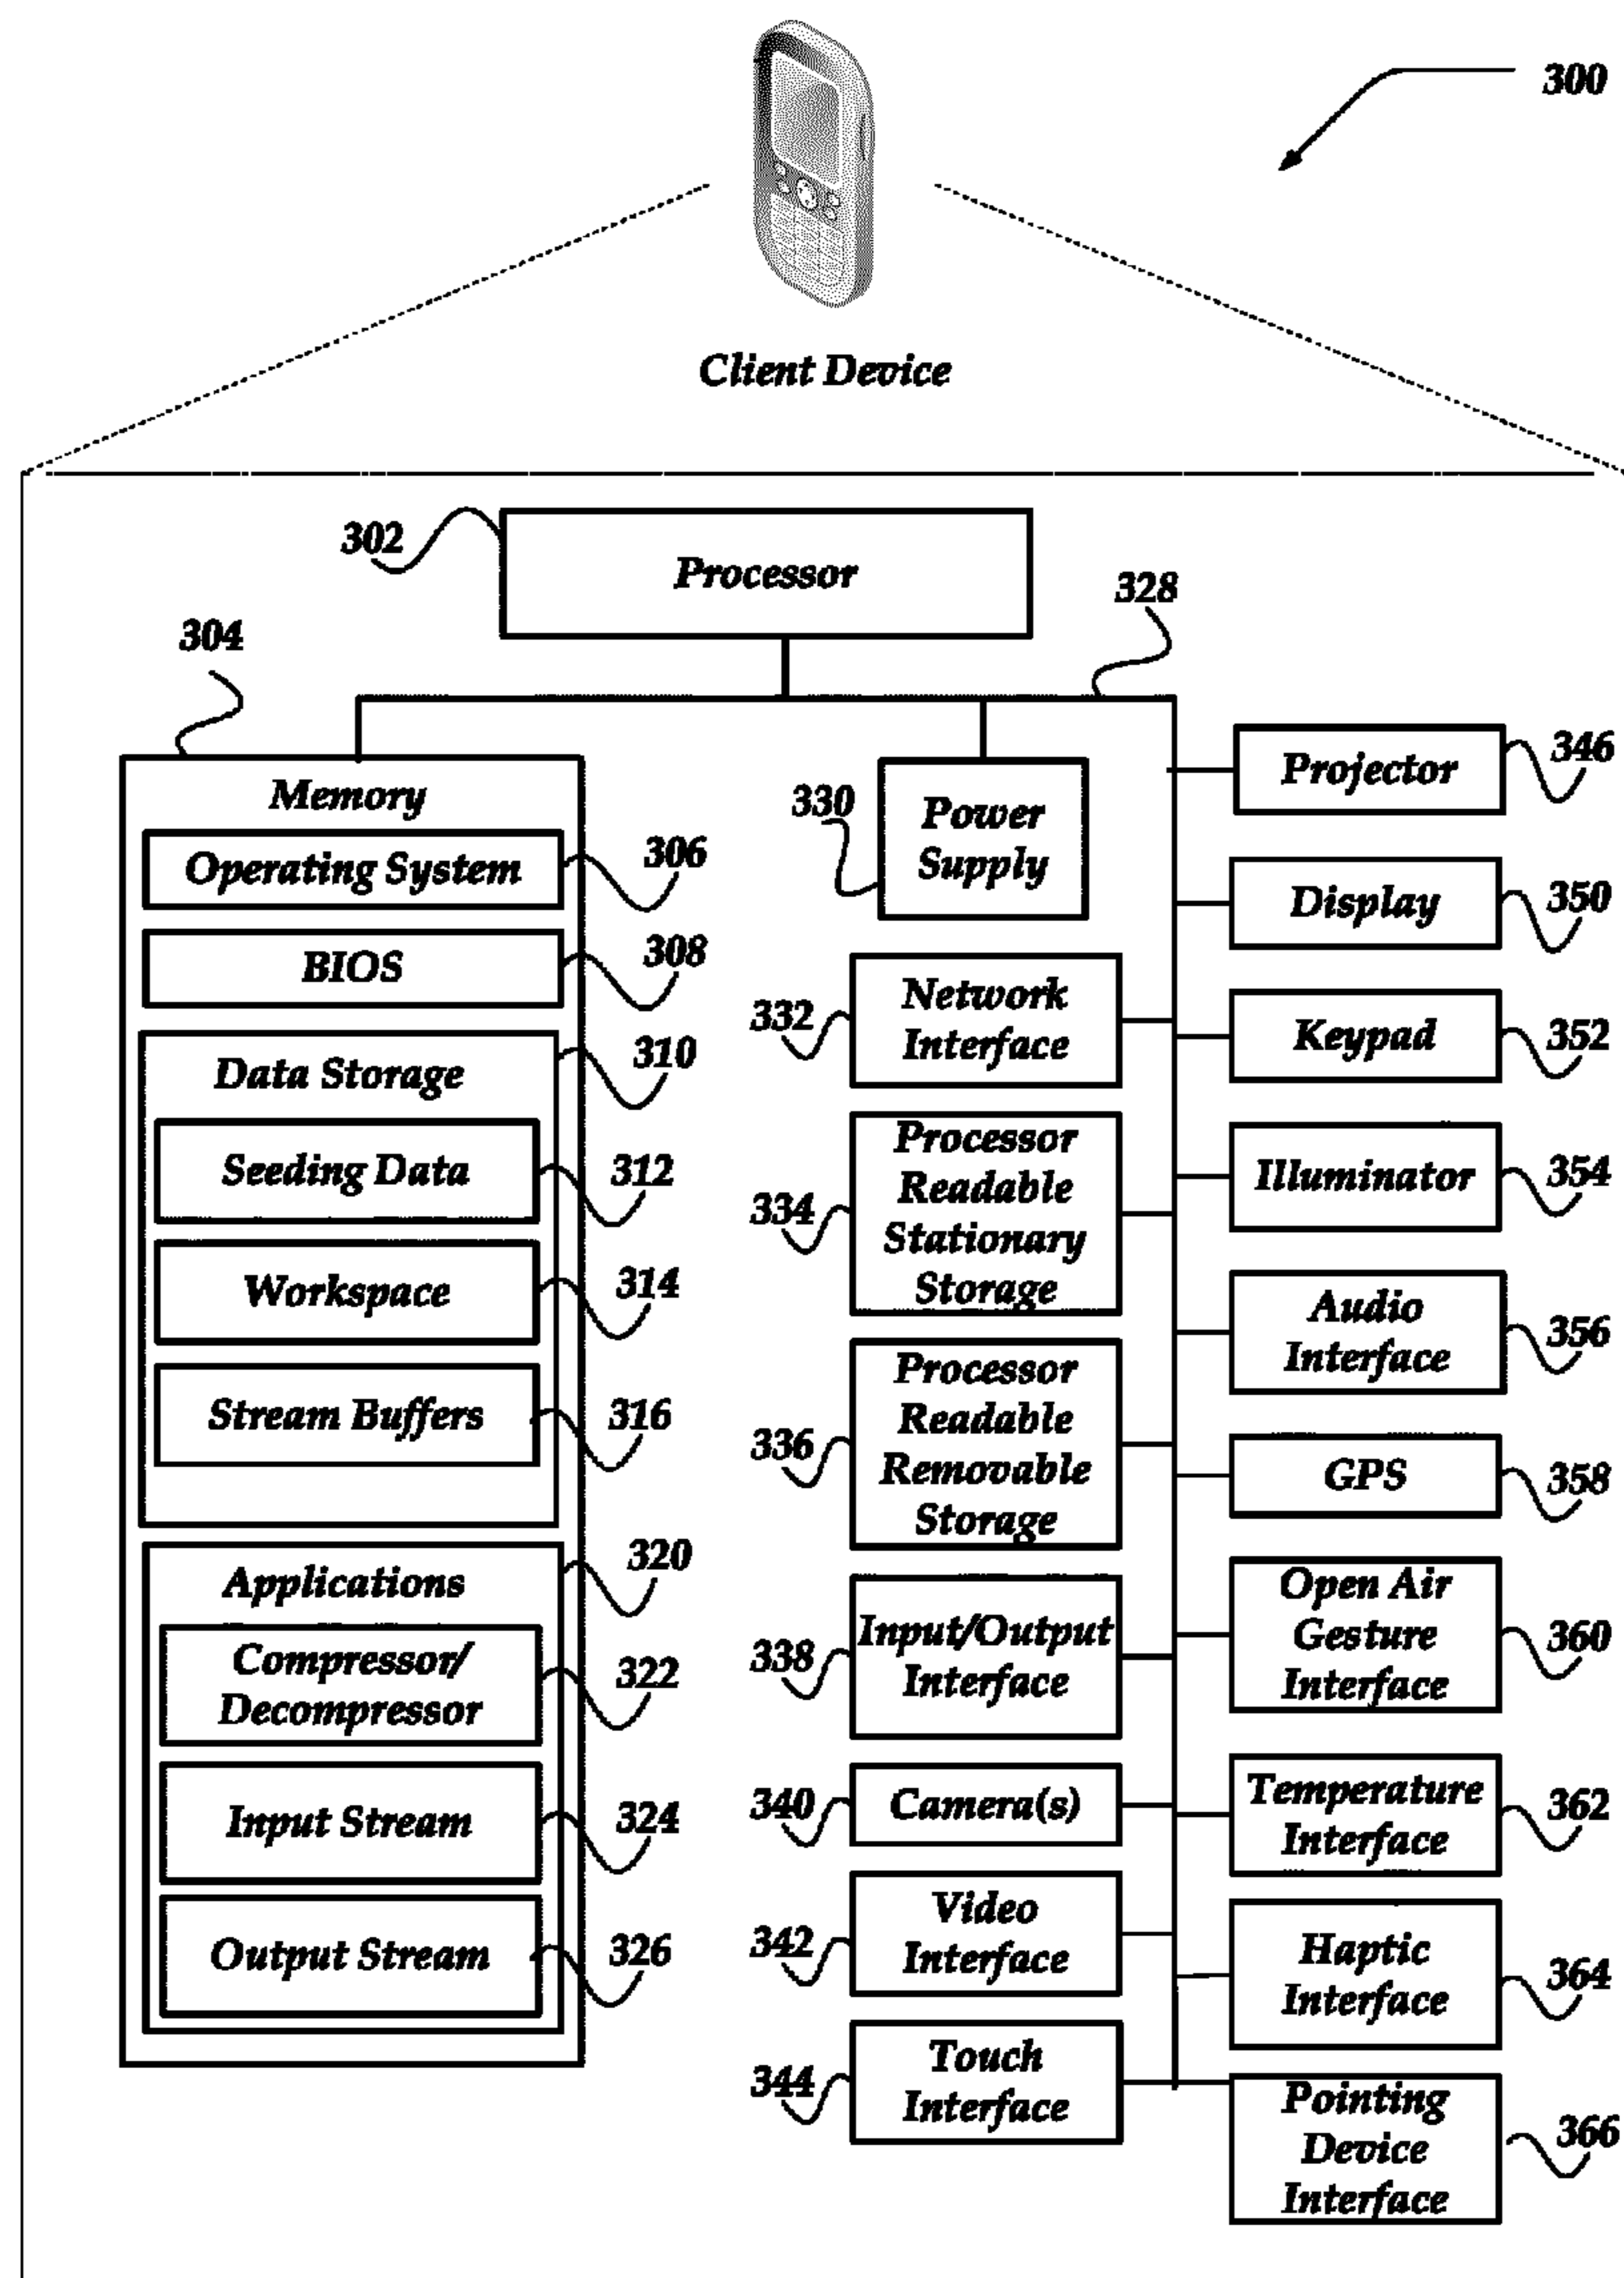 300
Client Device
302
Processor
328
304
Memory
Operating System
306
BIOS
308
Data Storage
310
Seeding Data
312
Workspace
314
Stream Buffers
316
Applications
320
Compressor/
Decompressor
322
Input Stream
324
Output Stream
326
330
Power
Supply
332
Network
Interface
334
Processor
Readable
Stationary
Storage
336
Processor
Readable
Removable
Storage
338
Input/Output
Interface
340
Camera(s)
342
Video
Interface
344
Touch
Interface
Projector
346
Display
350
Keypad
352
Illuminator
354
Audio
Interface
356
GPS
358
Open Air
Gesture
Interface
360
Temperature
Interface
362
Haptic
Interface
364
Pointing
Device
Interface
366